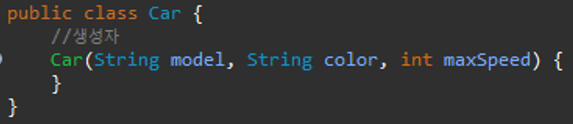 public class Car {
//생성자
Car(String model, String color, int maxSpeed) {
}
}